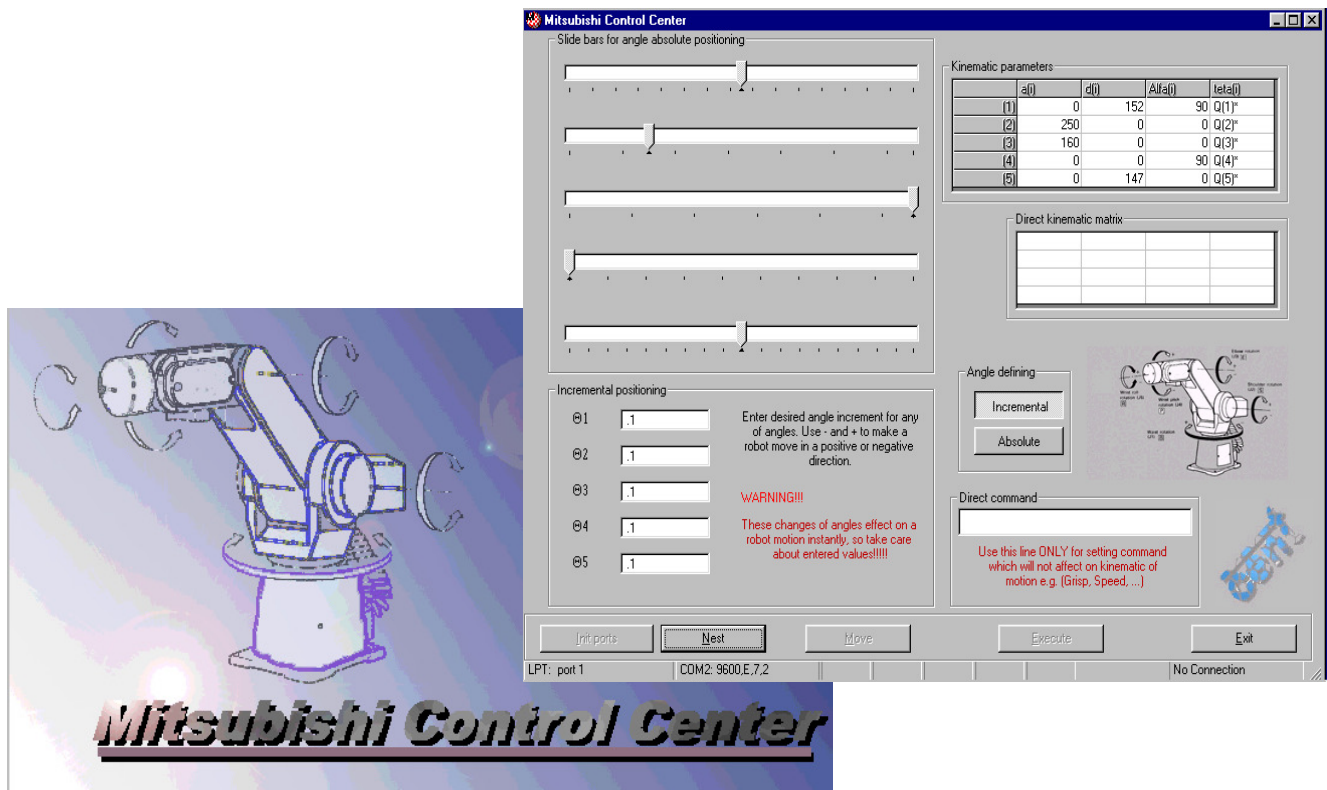 Mitsubishi Control Center
Slide bars for angle absolute positioning
Kinematic parameters
a(i) d(i) Alfa(i) teta(i)
(1) 0 152 90 Q(1)*
(2) 250 0 0 Q(2)*
(3) 160 0 0 Q(3)*
(4) 0 0 90 Q(4)*
(5) 0 147 0 Q(5)*
Direct kinematic matrix
Incremental positioning
Θ1 .1
Θ2 .1
Θ3 .1
Θ4 .1
Θ5 .1
Enter desired angle increment for any
of angles. Use - and + to make a
robot move in a positive or negative
direction.
WARNING!!!
These changes of angles effect on a
robot motion instantly, so take care
about entered values!!!!!
Angle defining
Incremental
Absolute
Direct command
Use this line ONLY for setting command
which will not affect on kinematic of
motion e.g. (Grisp, Speed, ...)
Init ports Nest Move Execute Exit
LPT: port 1 COM2: 9600,E,7,2 No Connection
Mitsubishi Control Center